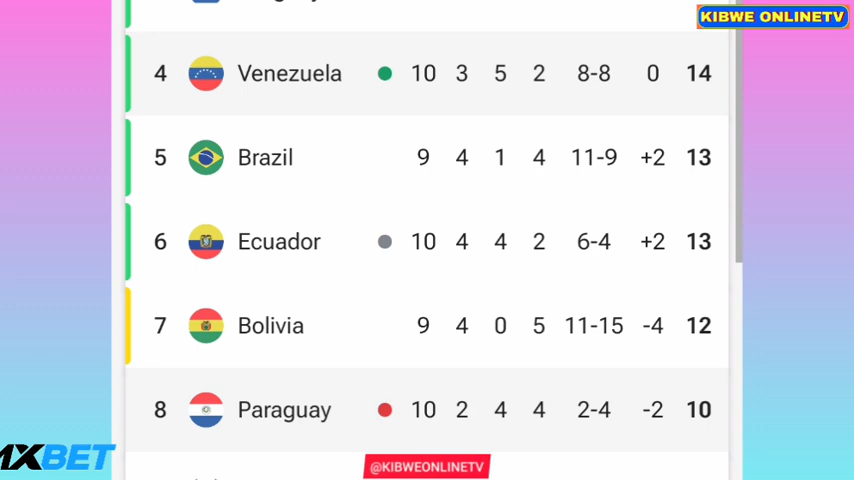 KIBWE ONLINETV
4 Venezuela 10 3 5 2 8-8 0 14
5 Brazil 9 4 1 4 11-9 +2 13
6 Ecuador 10 4 4 2 6-4 +2 13
7 Bolivia 9 4 0 5 11-15 -4 12
8 Paraguay 10 2 4 4 2-4 -2 10
1XBET
@KIBWEONLINETV